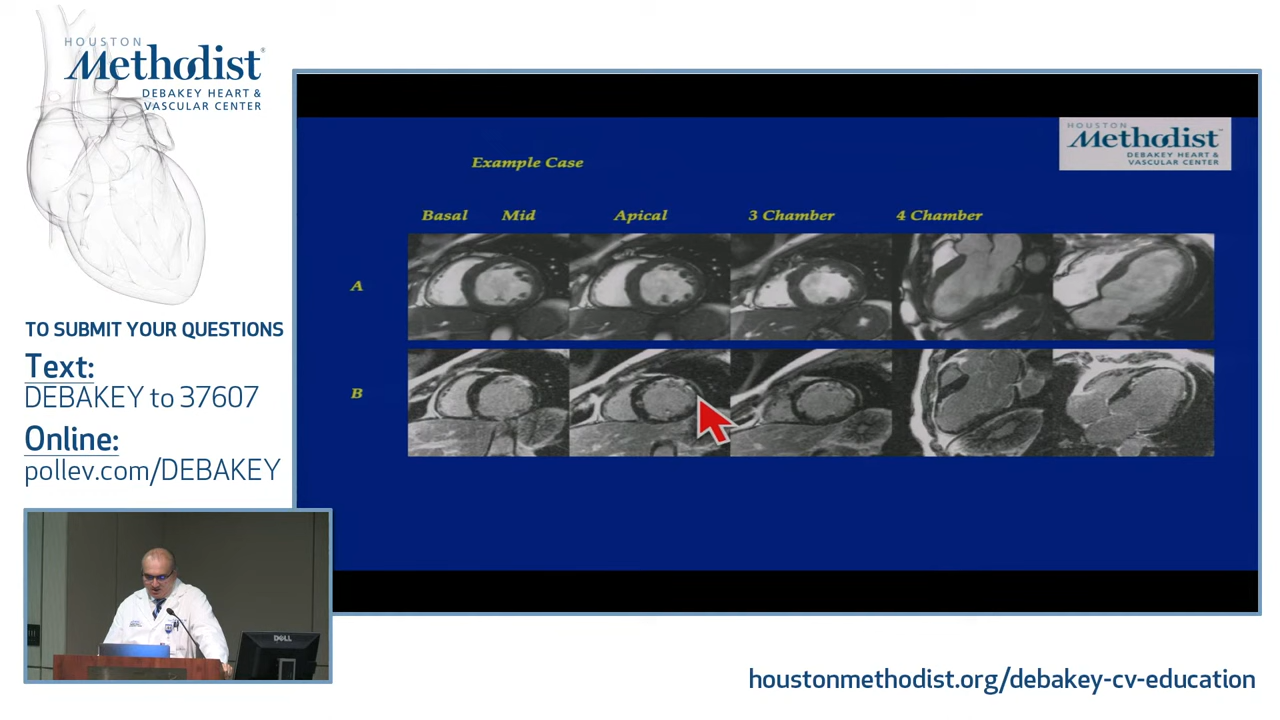 HOUSTON
Methodist
DEBAKEY HEART &
VASCULAR CENTER
TO SUBMIT YOUR QUESTIONS
Text:
DEBAKEY to 37607
Online:
pollev.com/DEBAKEY
HOUSTON
Methodist
DEBAKEY HEART &
VASCULAR CENTER
Example Case
Basal Mid Apical 3 Chamber 4 Chamber
A
B
DELL
houstonmethodist.org/debakey-cv-education